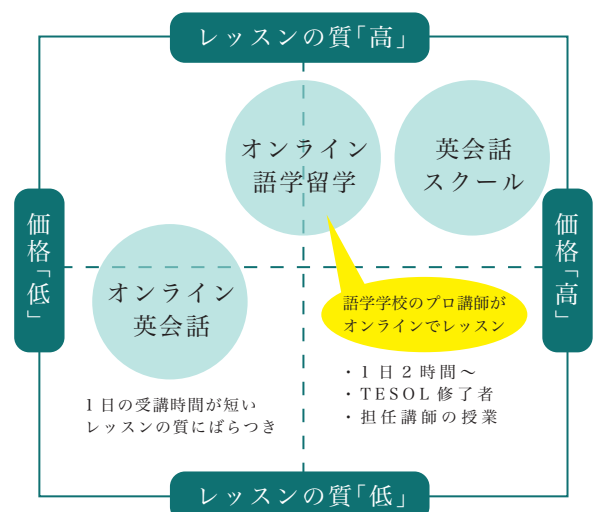 レッスンの質「高」
オンライン
語学留学
英会話
スクール
価格「低」
価格「高」
オンライン
英会話
語学学校のプロ講師が
オンラインでレッスン
・1日2時間〜
・TESOL修了者
・担任講師の授業
1日の受講時間が短い
レッスンの質にばらつき
レッスンの質「低」